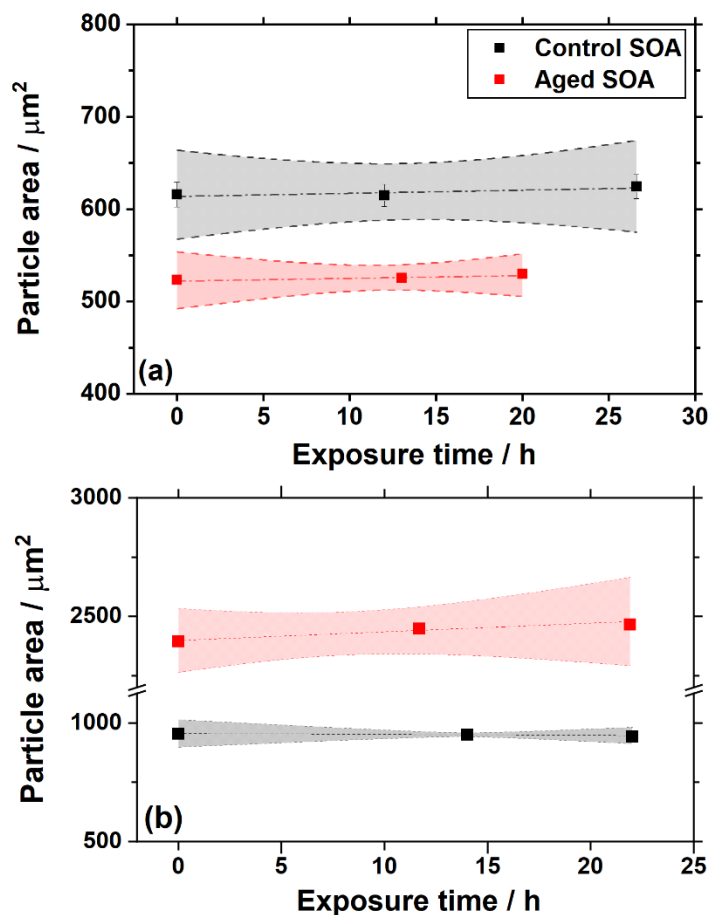 800
Control SOA
Aged SOA
700
600
500
400
Particle area / μm²
(a)
0 5 10 15 20 25 30
Exposure time / h
3000
2500
1000
500
Particle area / μm²
(b)
0 5 10 15 20 25
Exposure time / h